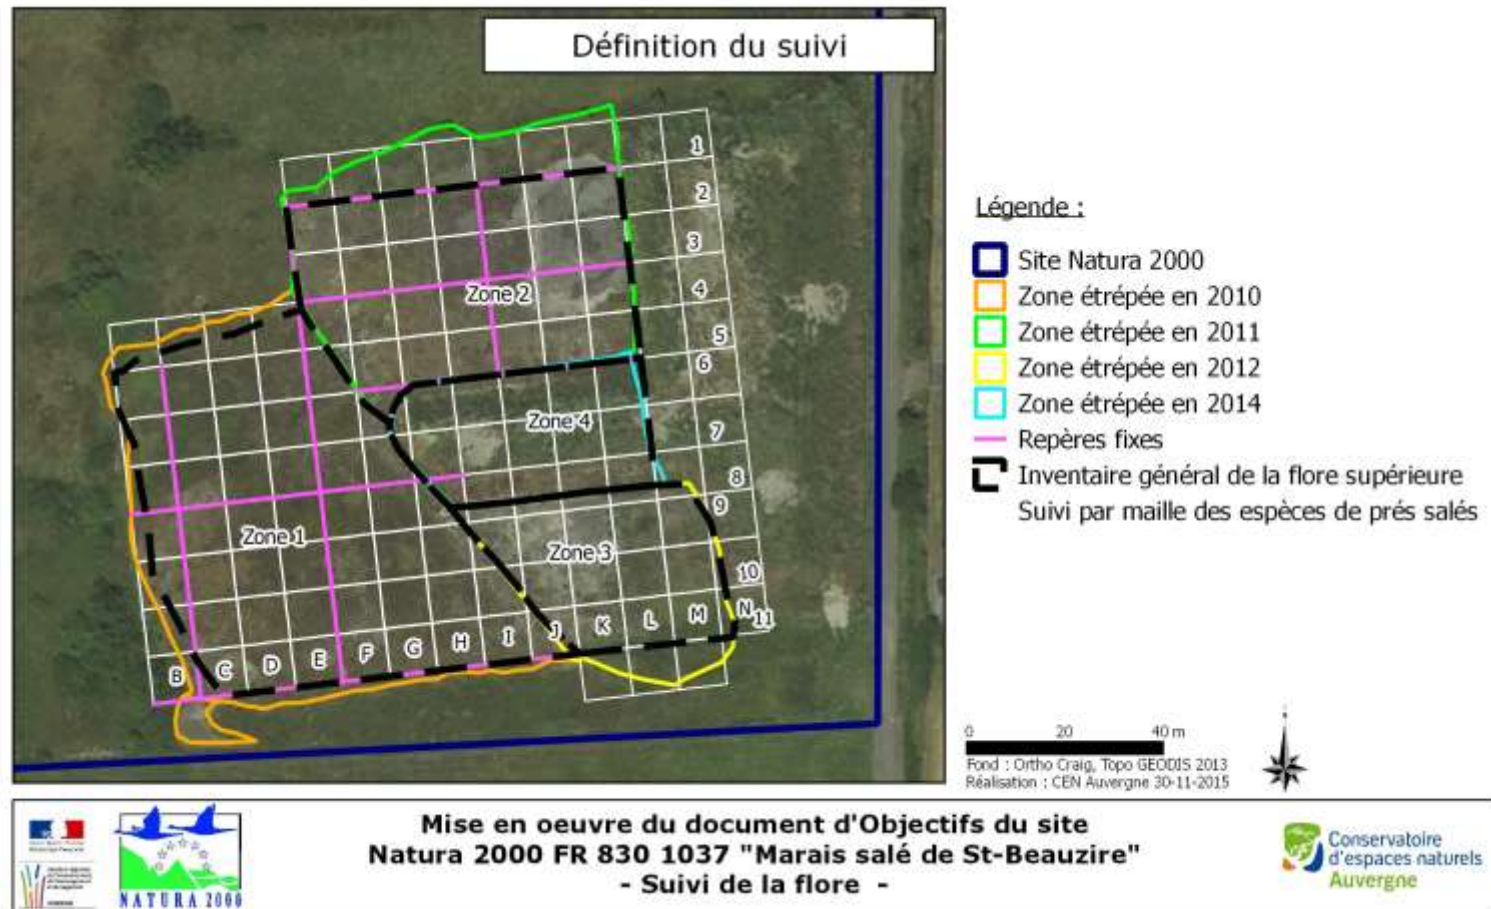 Définition du suivi
1
2
3
4
5
6
7
8
9
10
11
Zone 2
Zone 4
Zone 1
Zone 3
B C D E F G H I J K L M N
Légende :
Site Natura 2000
Zone étrépée en 2010
Zone étrépée en 2011
Zone étrépée en 2012
Zone étrépée en 2014
Repères fixes
Inventaire général de la flore supérieure
Suivi par maille des espèces de prés salés
0 20 40 m
Fond : Ortho Craig, Topo GEODIS 2013
Réalisation : CEN Auvergne 30-11-2015
NATURA 2000
Mise en oeuvre du document d'Objectifs du site
Natura 2000 FR 830 1037 "Marais salé de St-Beauzire"
- Suivi de la flore -
Conservatoire
d'espaces naturels
Auvergne